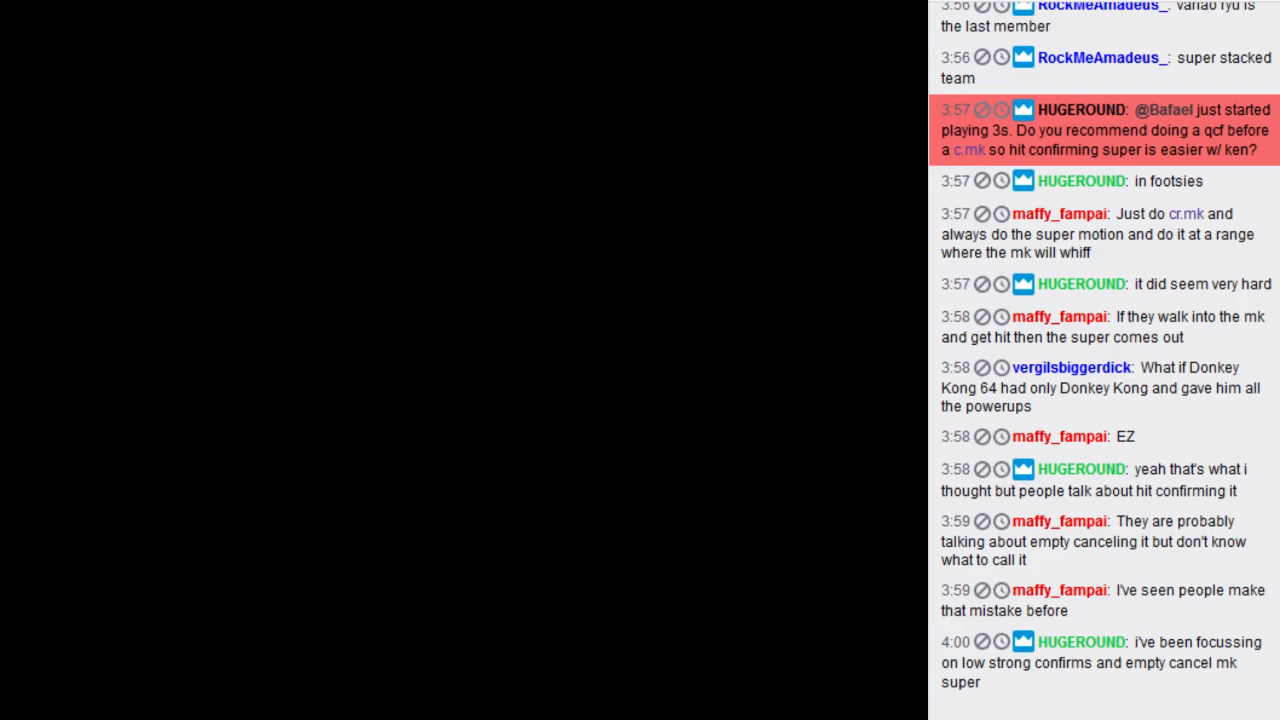 3:56 RockMeAmadeus_: vanao ryu is
the last member
3:56 RockMeAmadeus_: super stacked
team
3:57 HUGEROUND: @Bafael just started
playing 3s. Do you recommend doing a qcf before
a c.mk so hit confirming super is easier w/ ken?
3:57 HUGEROUND: in footsies
3:57 maffy_fampai: Just do cr.mk and
always do the super motion and do it at a range
where the mk will whiff
3:57 HUGEROUND: it did seem very hard
3:58 maffy_fampai: If they walk into the mk
and get hit then the super comes out
3:58 vergilsbiggerdick: What if Donkey
Kong 64 had only Donkey Kong and gave him all
the powerups
3:58 maffy_fampai: EZ
3:58 HUGEROUND: yeah that's what i
thought but people talk about hit confirming it
3:59 maffy_fampai: They are probably
talking about empty canceling it but don't know
what to call it
3:59 maffy_fampai: I've seen people make
that mistake before
4:00 HUGEROUND: i've been focussing
on low strong confirms and empty cancel mk
super